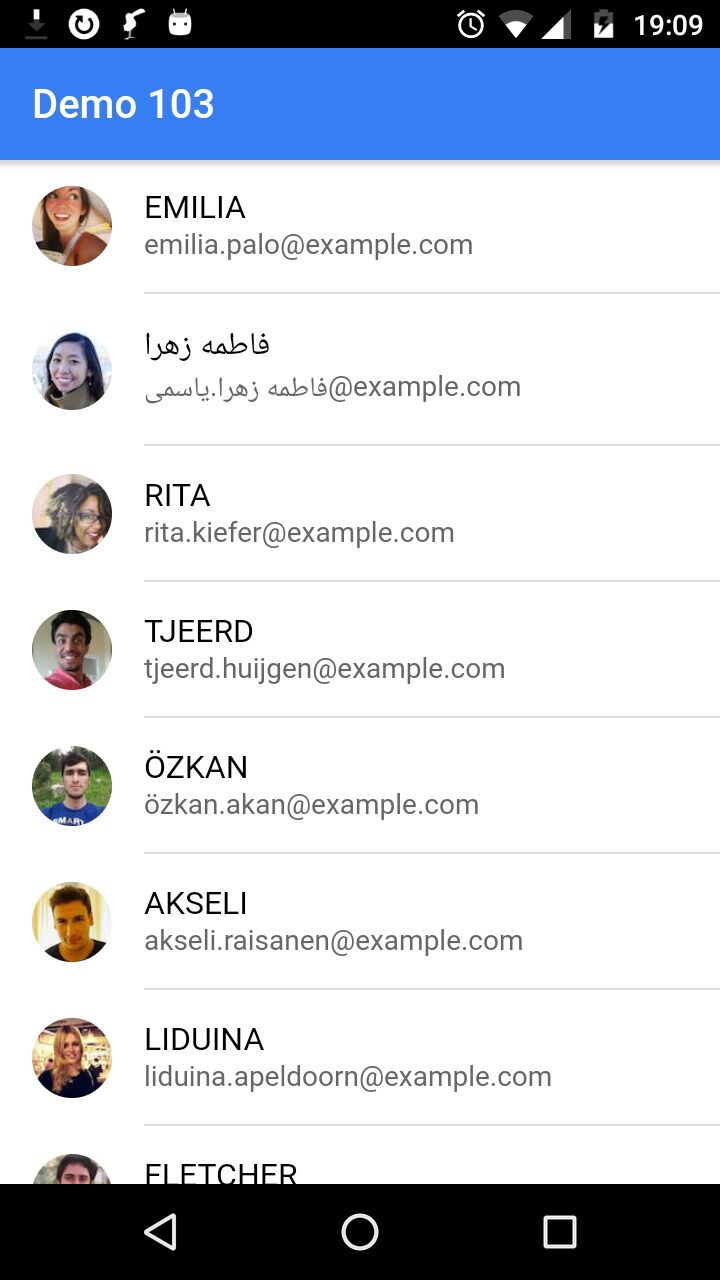 19:09
Demo 103
EMILIA
emilia.palo@example.com
فاطمه زهرا
فاطمه زهرا.یاسمی@example.com
RITA
rita.kiefer@example.com
TJEERD
tjeerd.huijgen@example.com
ÖZKAN
özkan.akan@example.com
AKSELI
akseli.raisanen@example.com
LIDUINA
liduina.apeldoorn@example.com
FLETCHER